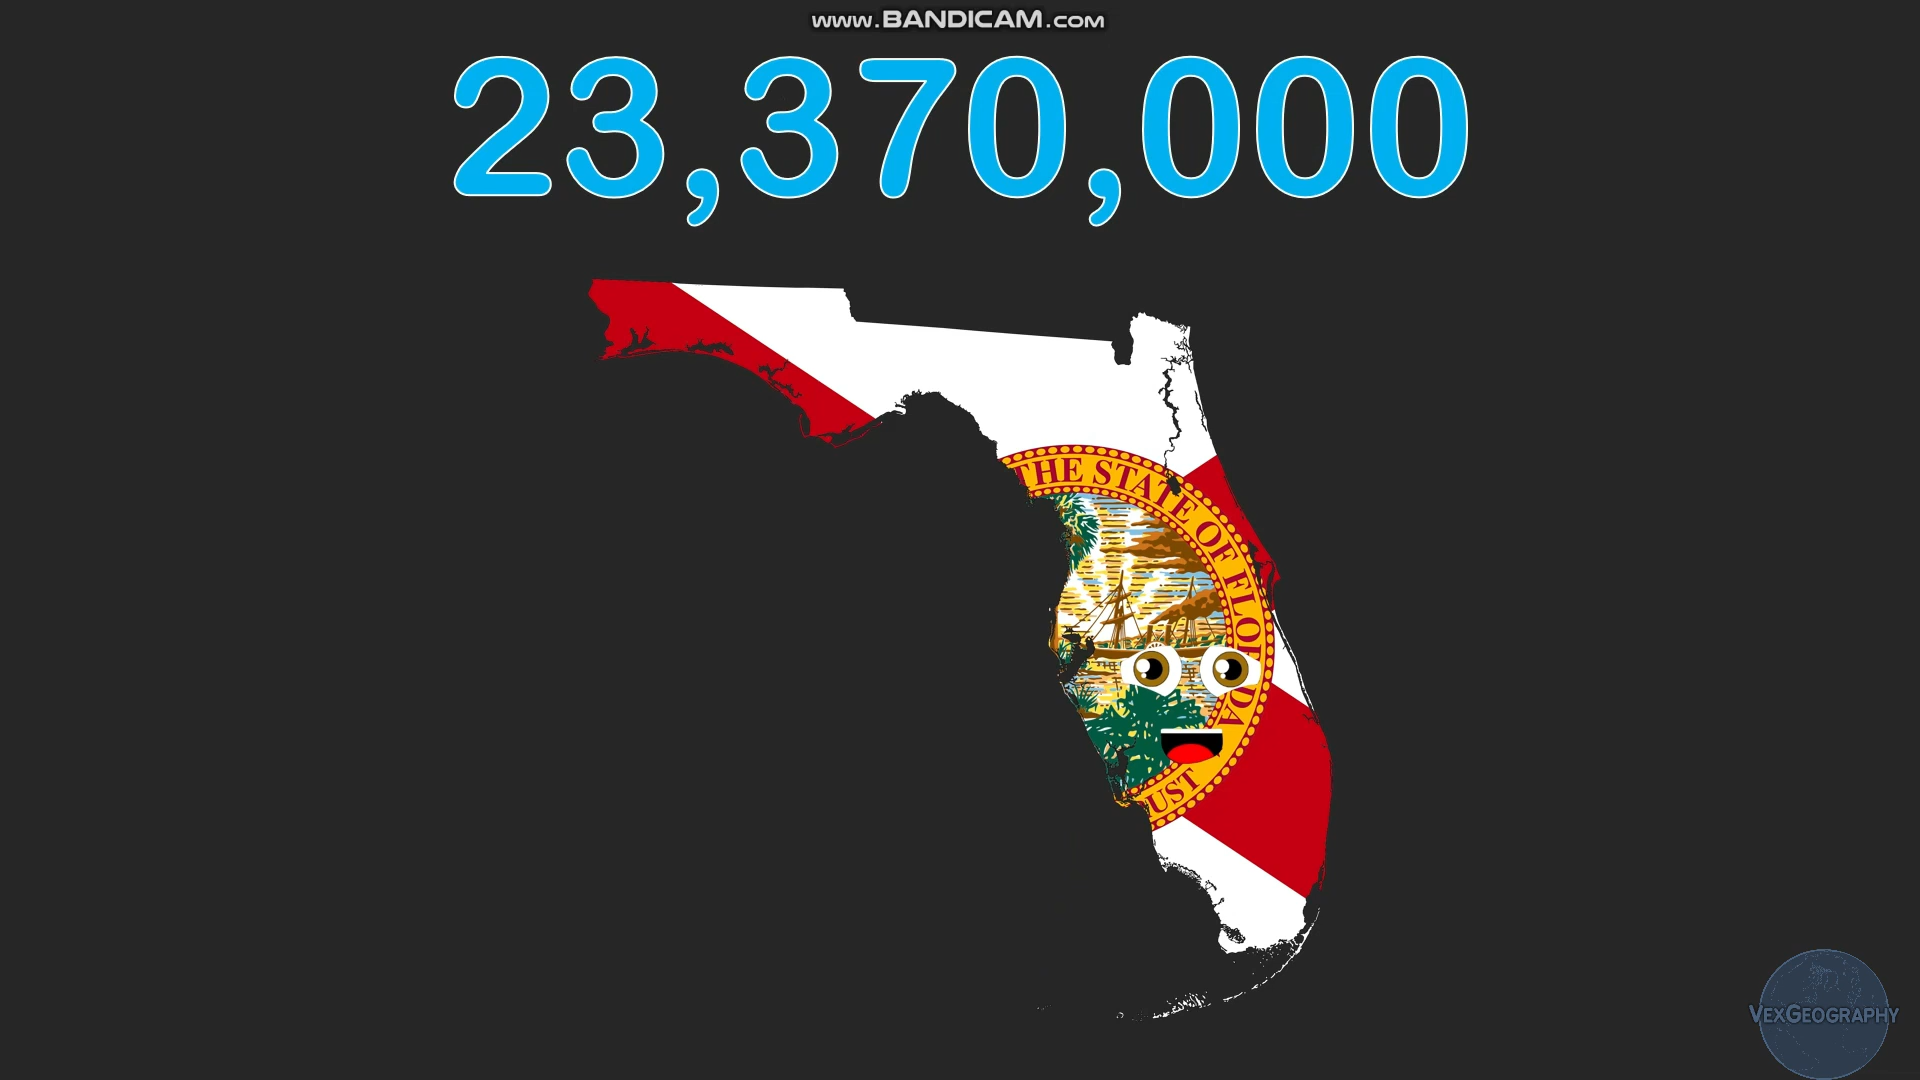 www.BANDICAM.com
23,370,000
THE STATE OF FLORIDA
UST
VEXGEOGRAPHY